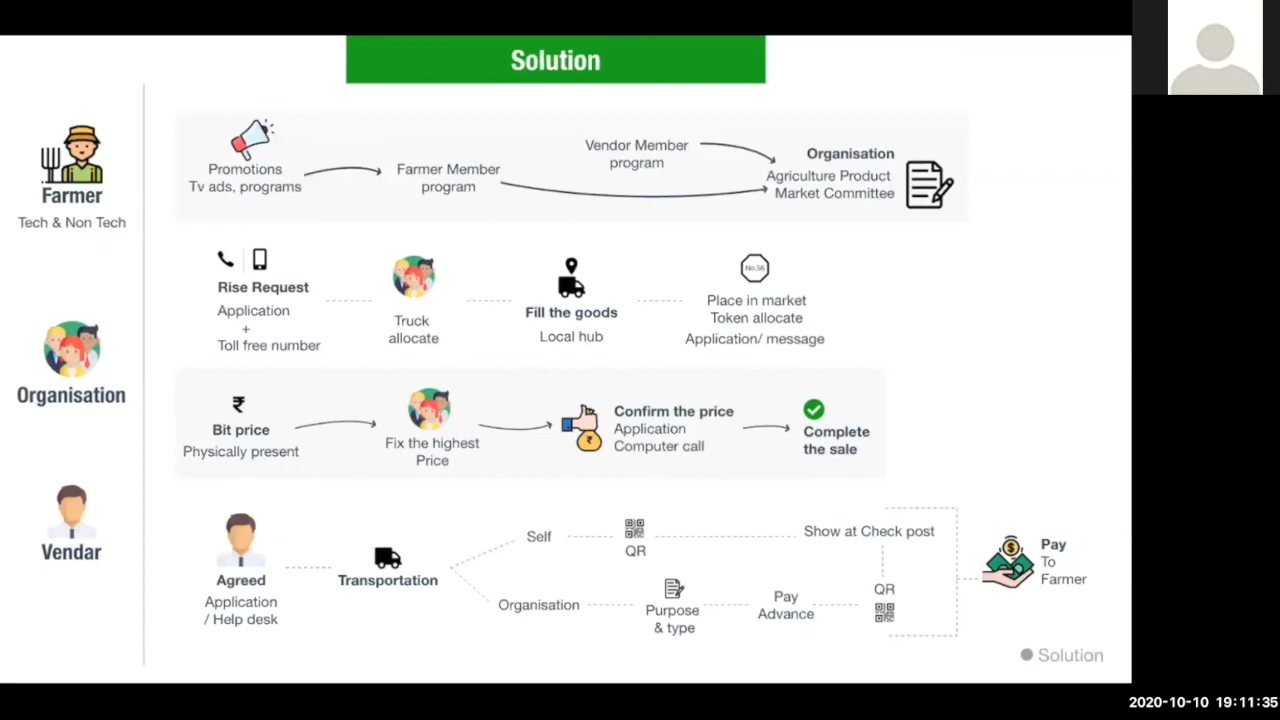 Solution
Farmer
Tech & Non Tech
Organisation
Vendar
Promotions
Tv ads, programs
Farmer Member
program
Vendor Member
program
Organisation
Agriculture Product
Market Committee
Rise Request
Application
+
Toll free number
Truck
allocate
Fill the goods
Local hub
No.56
Place in market
Token allocate
Application/ message
₹
Bit price
Physically present
Fix the highest
Price
₹
Confirm the price
Application
Computer call
Complete
the sale
Agreed
Application
/ Help desk
Transportation
Self
QR
Show at Check post
Organisation
Purpose
& type
Pay
Advance
QR
$
Pay
To
Farmer
Solution
2020-10-10 19:11:35